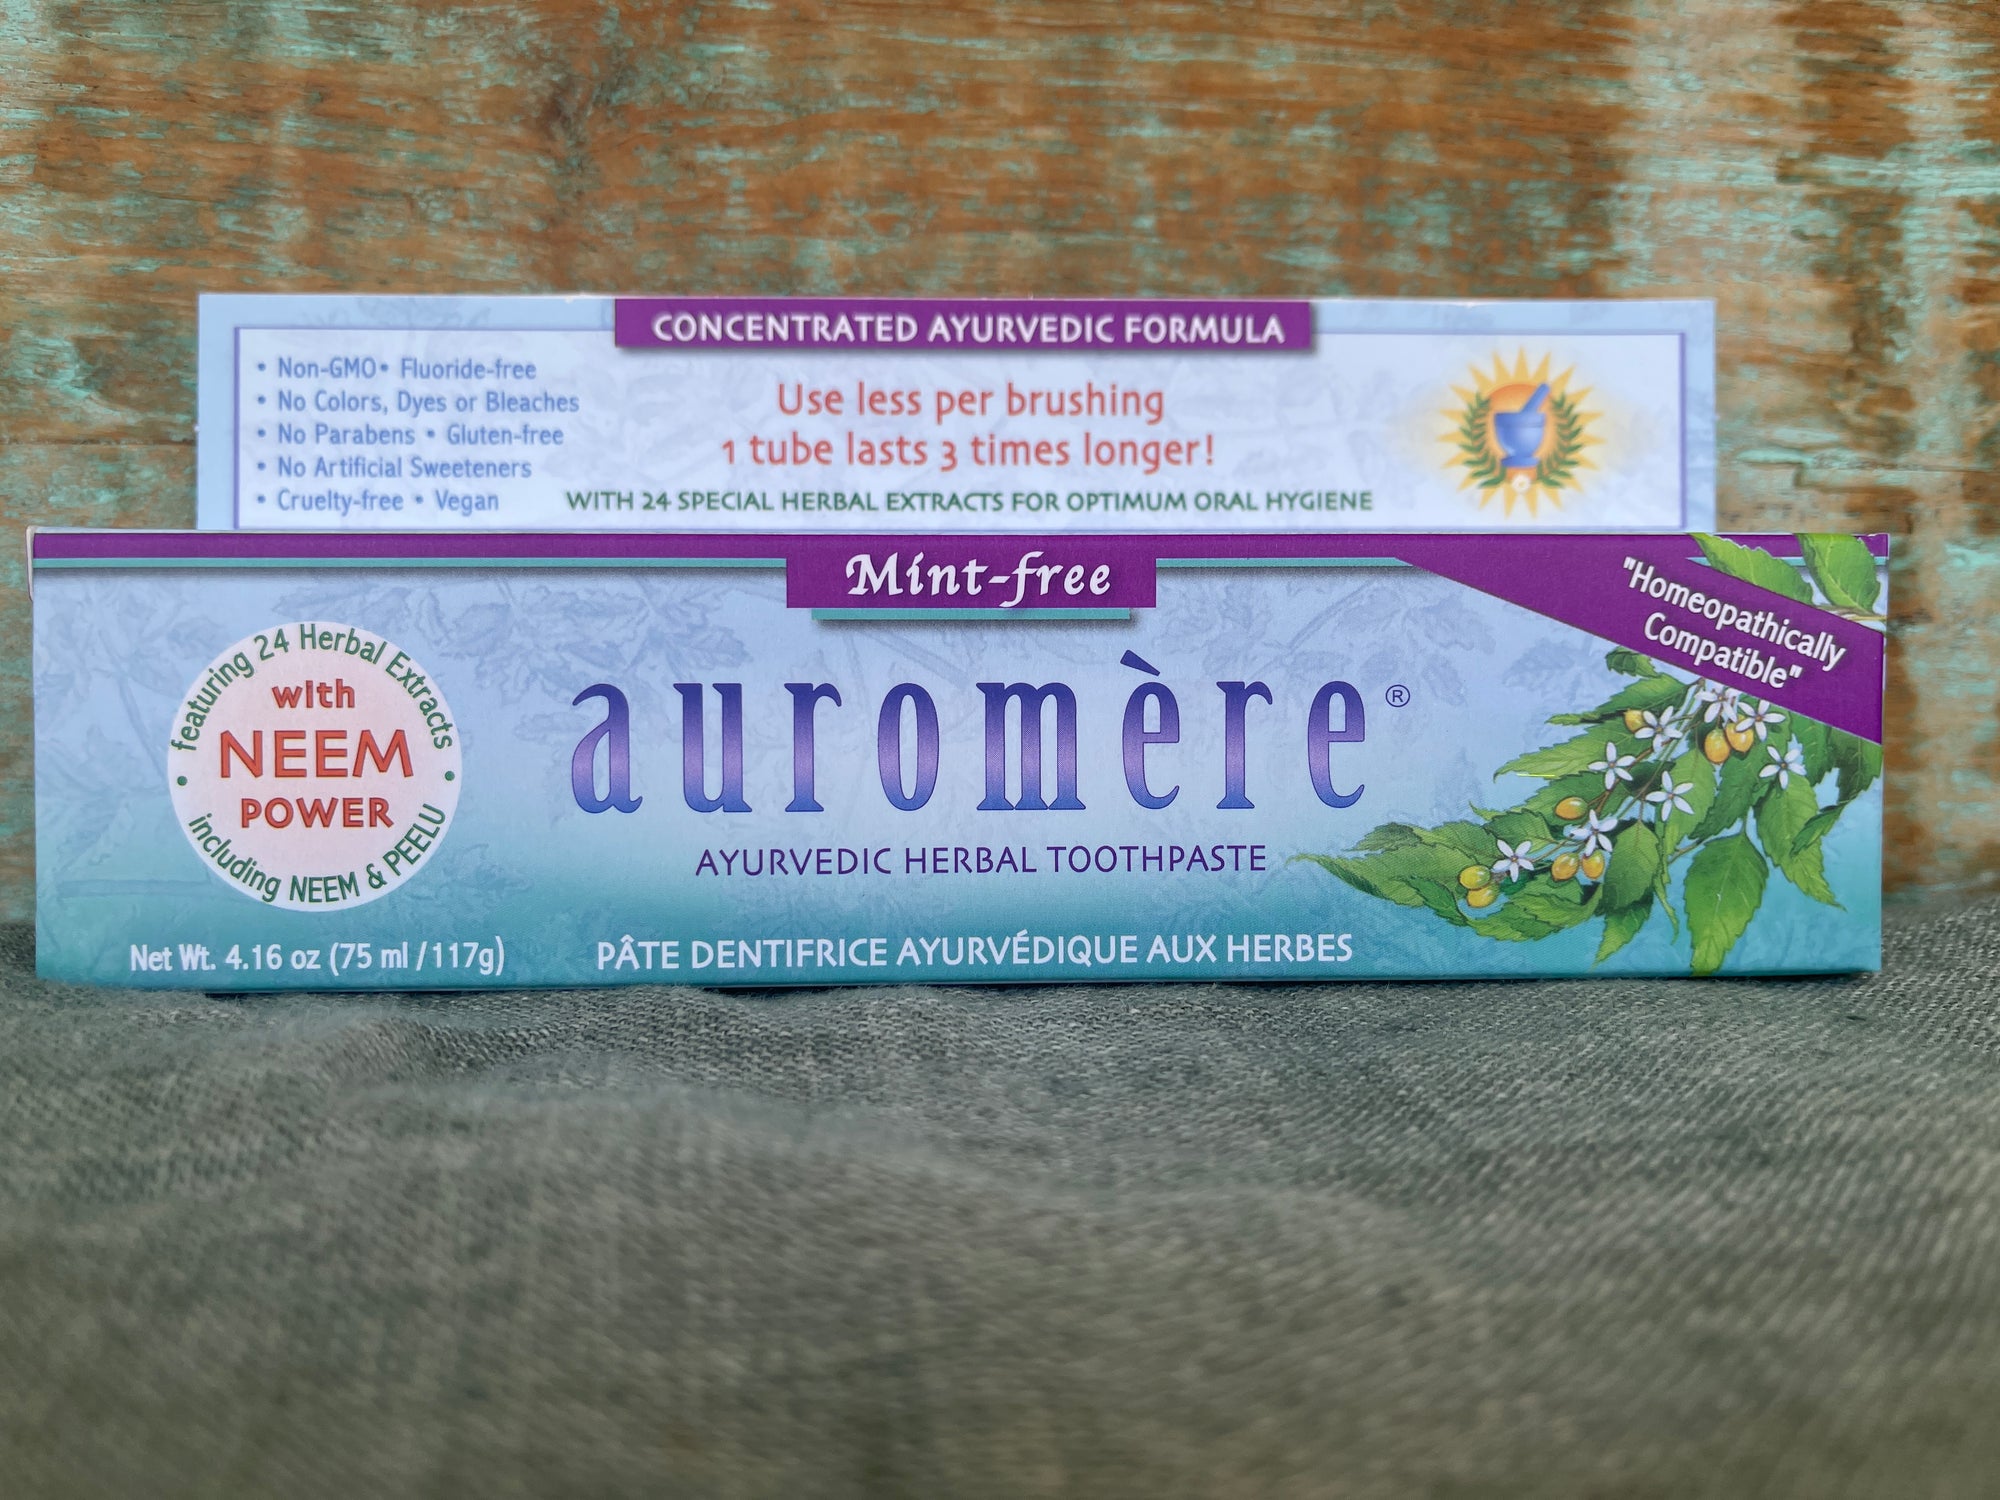 CONCENTRATED AYURVEDIC FORMULA
• Non-GMO • Fluoride-free
• No Colors, Dyes or Bleaches
• No Parabens • Gluten-free
• No Artificial Sweeteners
• Cruelty-free • Vegan
Use less per brushing
1 tube lasts 3 times longer!
WITH 24 SPECIAL HERBAL EXTRACTS FOR OPTIMUM ORAL HYGIENE
Mint-free
"Homeopathically
Compatible"
• featuring 24 Herbal Extracts •
with
NEEM
POWER
including NEEM & PEELU
auromère®
AYURVEDIC HERBAL TOOTHPASTE
Net Wt. 4.16 oz (75 ml / 117g)
PÂTE DENTIFRICE AYURVÉDIQUE AUX HERBES